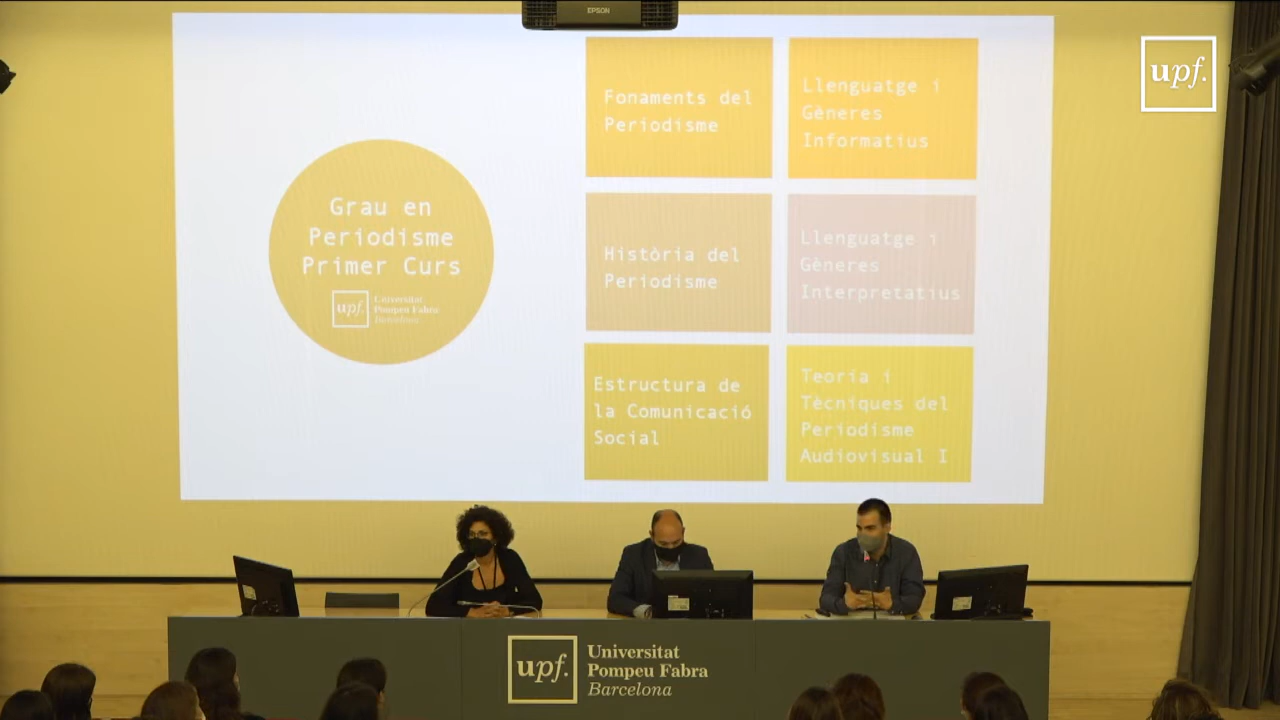 EPSON
upf.
Grau en
Periodisme
Primer Curs
upf.
Universitat
Pompeu Fabra
Barcelona
Fonaments del
Periodisme
Llenguatge i
Gèneres
Informatius
Història del
Periodisme
Llenguatge i
Gèneres
Interpretatius
Estructura de
la Comunicació
Social
Teoria i
Tècniques del
Periodisme
Audiovisual I
upf.
Universitat
Pompeu Fabra
Barcelona